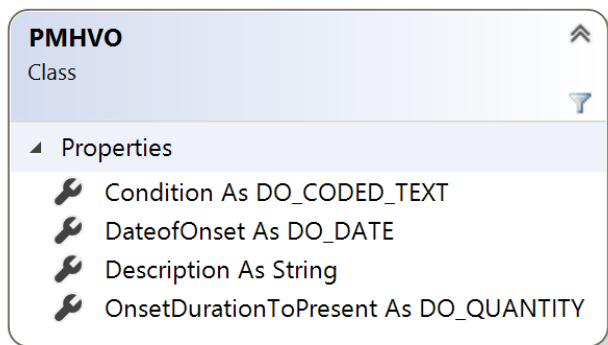 PMHVO
Class
Properties
Condition As DO_CODED_TEXT
DateofOnset As DO_DATE
Description As String
OnsetDurationToPresent As DO_QUANTITY